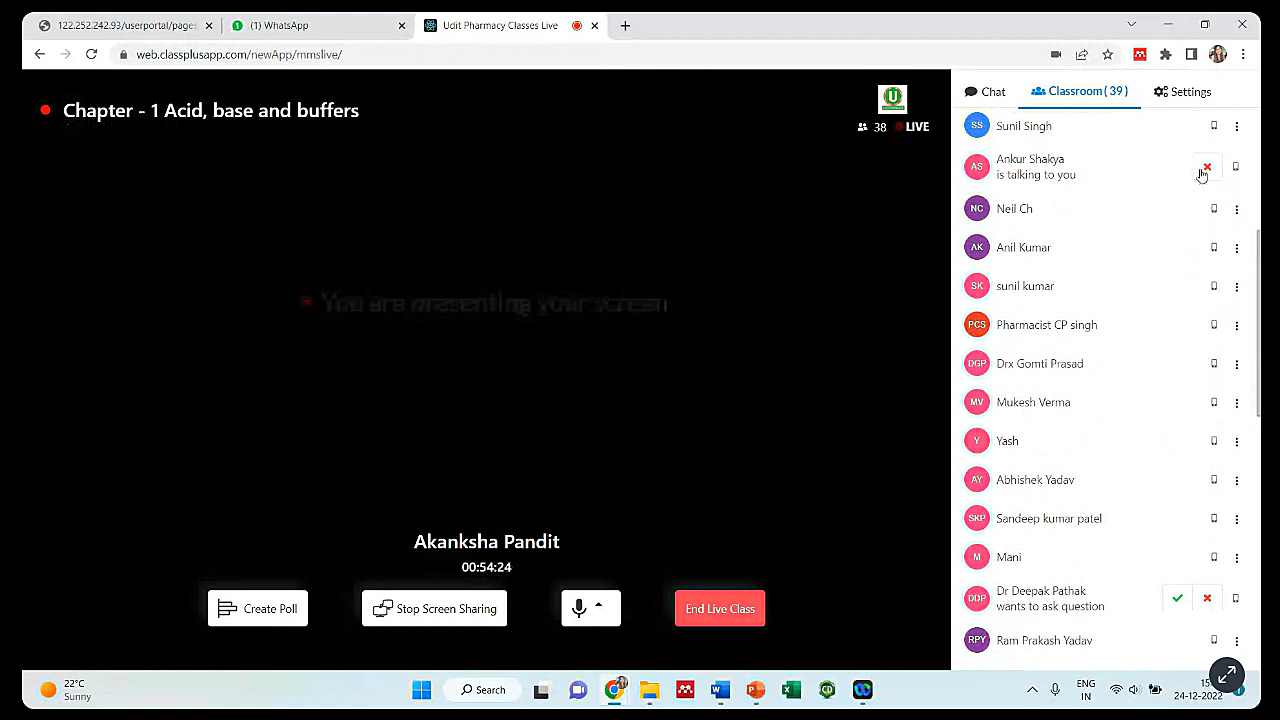 122.252.242.93/userportal/pages
(1) WhatsApp
Udit Pharmacy Classes Live
web.classplusapp.com/newApp/mmslive/
Chapter - 1 Acid, base and buffers
38 LIVE
You are presenting your screen
Akanksha Pandit
00:54:24
Create Poll
Stop Screen Sharing
End Live Class
Chat
Classroom (39)
Settings
SS Sunil Singh
AS Ankur Shakya
is talking to you
NC Neil Ch
AK Anil Kumar
SK sunil kumar
PCS Pharmacist CP singh
DGP Drx Gomti Prasad
MV Mukesh Verma
Y Yash
AY Abhishek Yadav
SKP Sandeep kumar patel
M Mani
DDP Dr Deepak Pathak
wants to ask question
RPY Ram Prakash Yadav
22°C
Sunny
Search
ENG
IN
24-12-2022